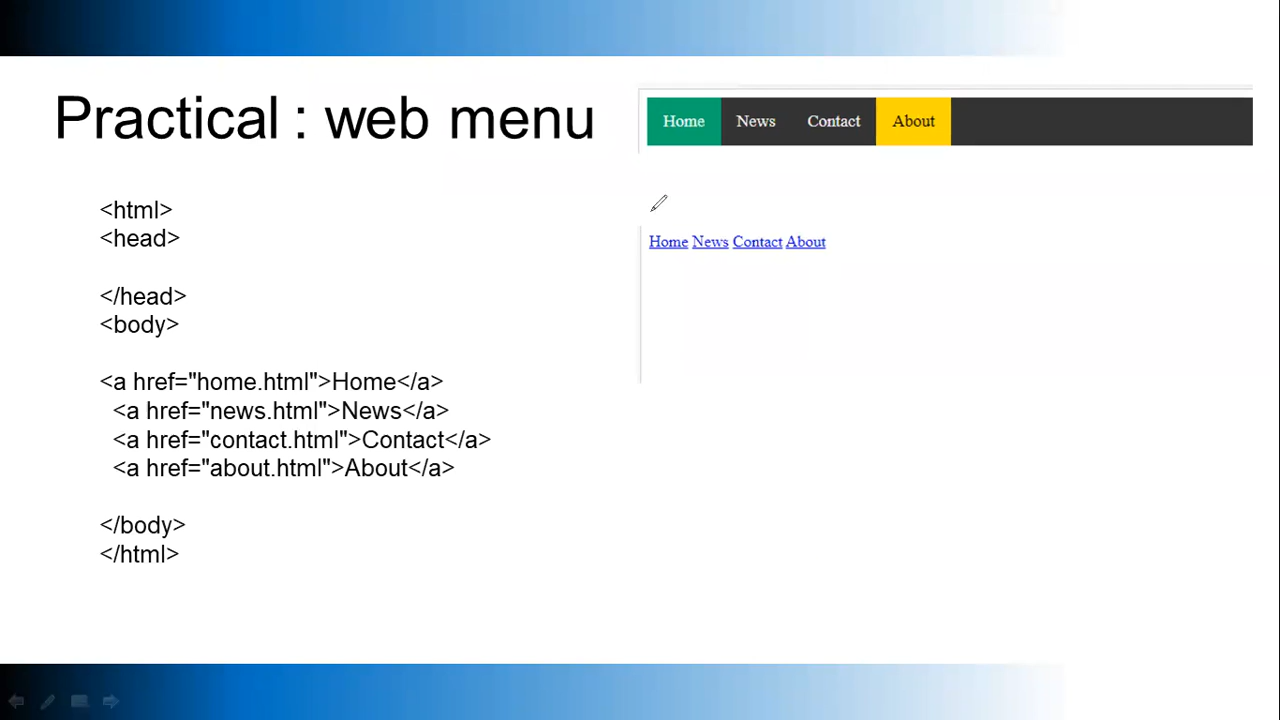 Practical : web menu
Home News Contact About
<html>
<head>
Home News Contact About
</head>
<body>
<a href="home.html">Home</a>
<a href="news.html">News</a>
<a href="contact.html">Contact</a>
<a href="about.html">About</a>
</body>
</html>